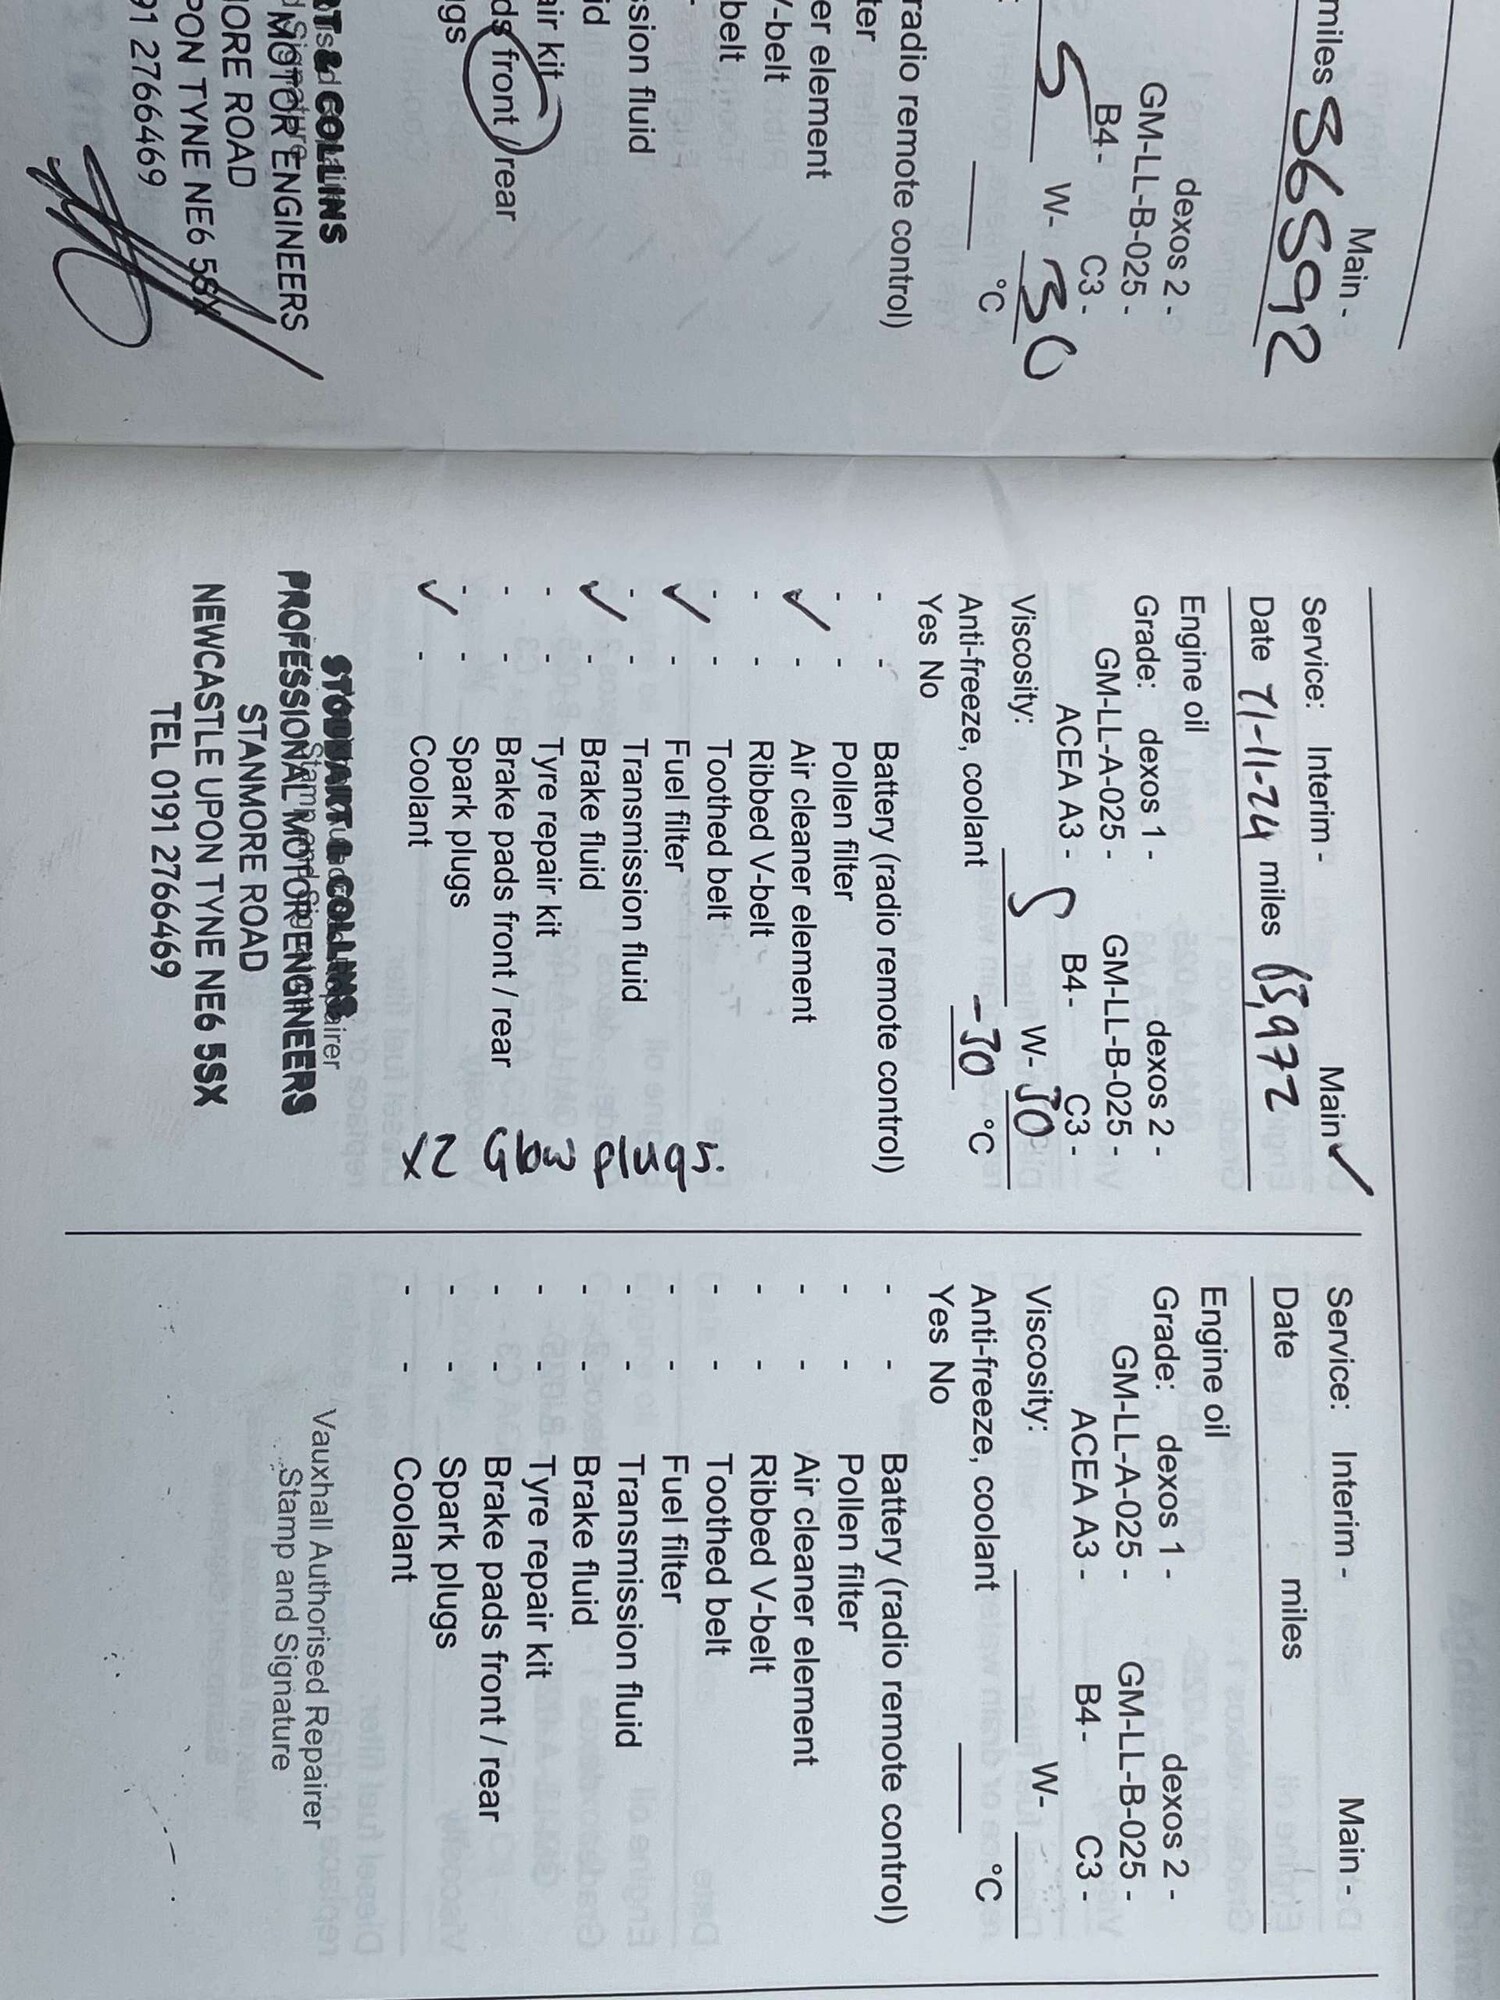 miles 36592
Main -
dexos 2 -
GM-LL-B-025 -
B4- C3 -
5 W- 30
°C
radio remote control)
ter
er element
/-belt
belt
ssion fluid
id
air kit
ds front / rear
ugs
& COLLINS
MOTOR ENGINEERS
MORE ROAD
PON TYNE NE6 5SX
91 2766469
Service: Interim - Main ✓
Date 21-11-24 miles 63,972
Engine oil
Grade: dexos 1 - dexos 2 -
GM-LL-A-025 - GM-LL-B-025 -
ACEA A3 - B4- C3 -
Viscosity: 5 W- 30
Anti-freeze, coolant -30 °C
Yes No
- - Battery (radio remote control)
- - Pollen filter
✓ - Air cleaner element
- - Ribbed V-belt
- - Toothed belt
✓ - Fuel filter
- - Transmission fluid
✓ - Brake fluid
- - Tyre repair kit
- - Brake pads front / rear
- - Spark plugs
✓ - Coolant
STODDART & COLLINS
PROFESSIONAL MOTOR ENGINEERS
STANMORE ROAD
NEWCASTLE UPON TYNE NE6 5SX
TEL 0191 2766469
Service: Interim - Main -
Date miles
Engine oil
Grade: dexos 1 - dexos 2 -
GM-LL-A-025 - GM-LL-B-025 -
ACEA A3 - B4- C3 -
Viscosity: W-
Anti-freeze, coolant °C
Yes No
- - Battery (radio remote control)
- - Pollen filter
- - Air cleaner element
- - Ribbed V-belt
- - Toothed belt
- - Fuel filter
- - Transmission fluid
- - Brake fluid
- - Tyre repair kit
- - Brake pads front / rear
- - Spark plugs
- - Coolant
Vauxhall Authorised Repairer
Stamp and Signature